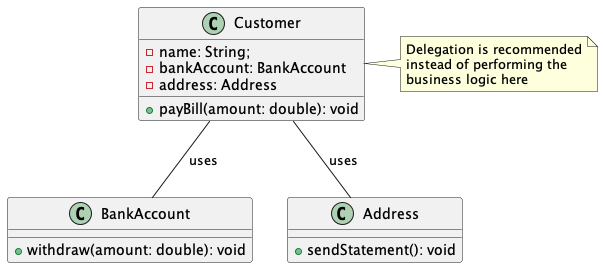 C Customer
name: String;
bankAccount: BankAccount
address: Address
payBill(amount: double): void
Delegation is recommended
instead of performing the
business logic here
uses
uses
C BankAccount
withdraw(amount: double): void
C Address
sendStatement(): void